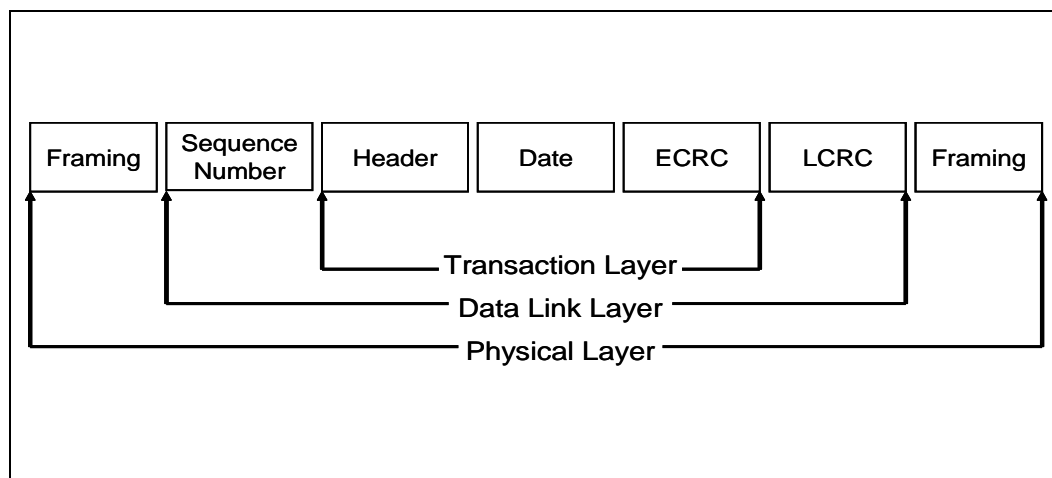 Framing
Sequence
Number
Header
Date
ECRC
LCRC
Framing
Transaction Layer
Data Link Layer
Physical Layer